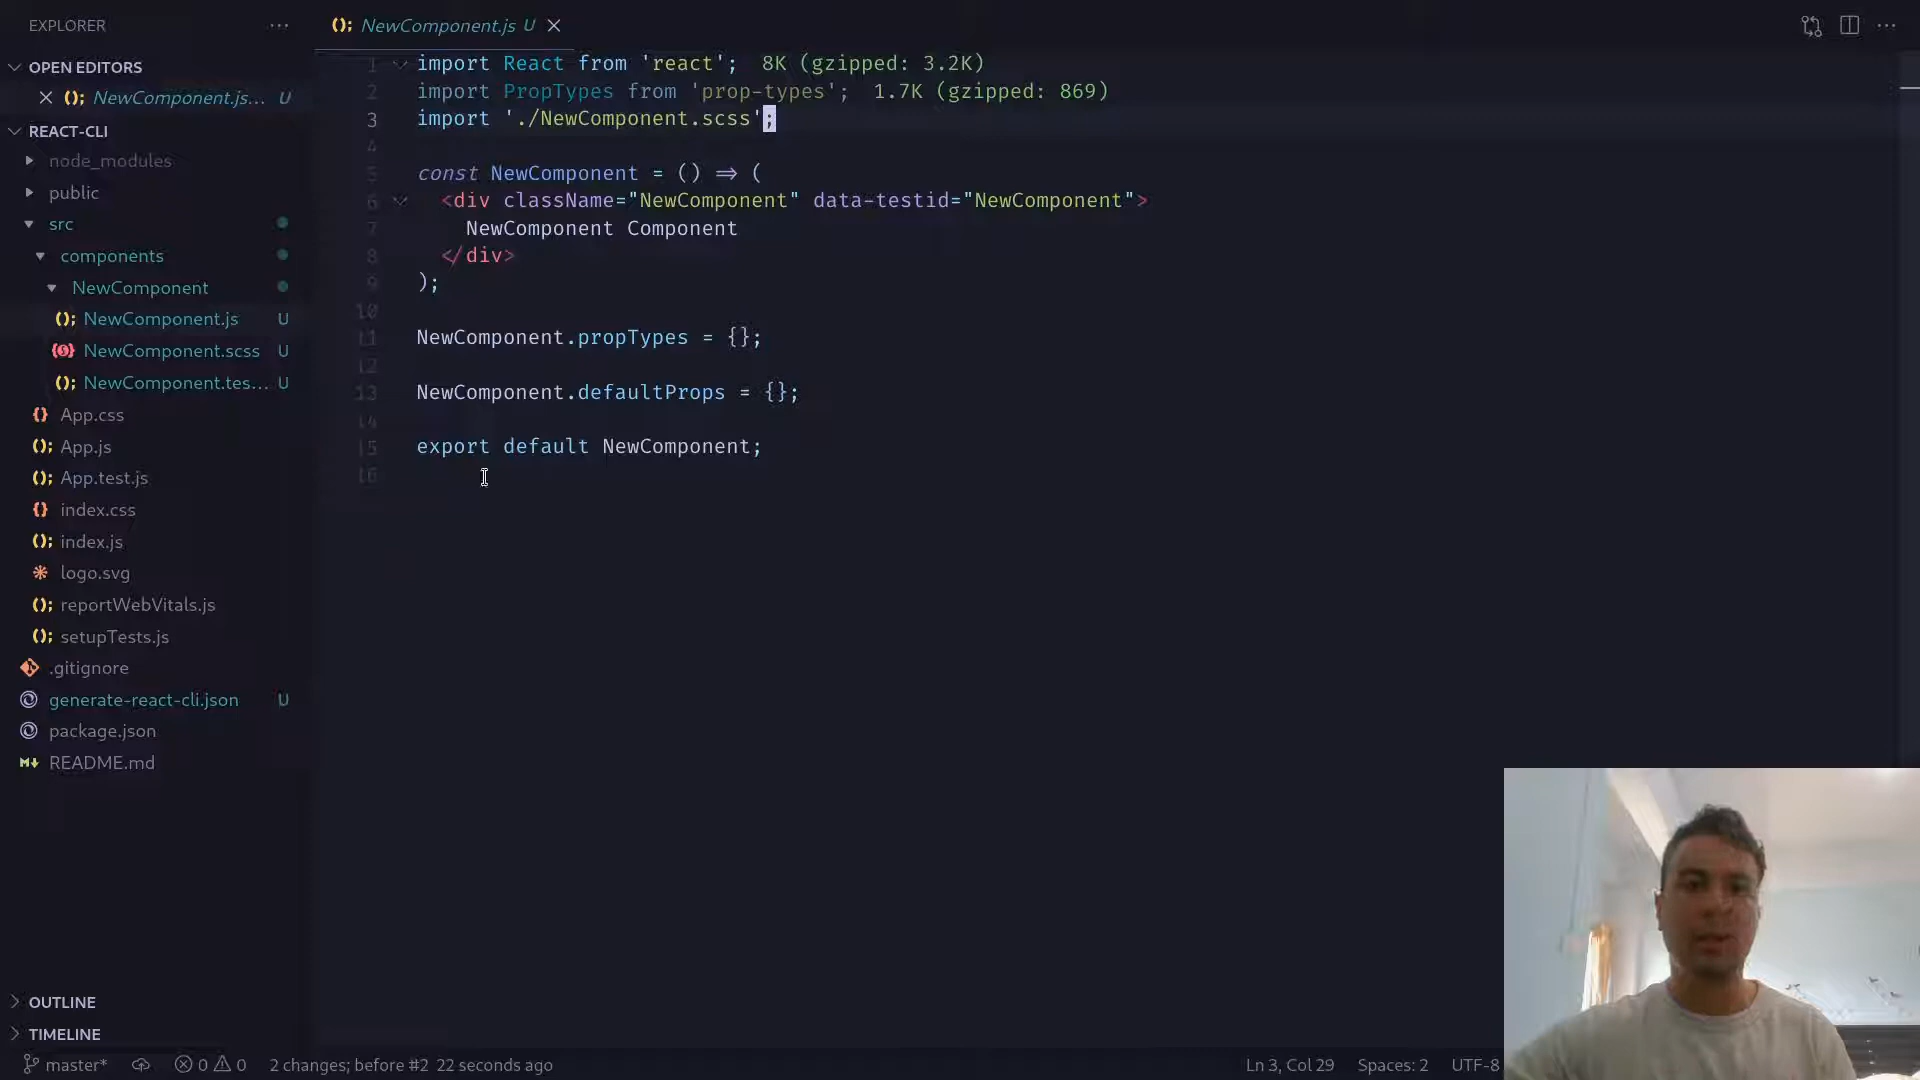 EXPLORER
OPEN EDITORS
NewComponent.js... U
REACT-CLI
node_modules
public
src
components
NewComponent
NewComponent.js U
NewComponent.scss U
NewComponent.tes... U
App.css
App.js
App.test.js
index.css
index.js
logo.svg
reportWebVitals.js
setupTests.js
.gitignore
generate-react-cli.json U
package.json
README.md
OUTLINE
TIMELINE
NewComponent.js U
1 import React from 'react'; 8K (gzipped: 3.2K)
2 import PropTypes from 'prop-types'; 1.7K (gzipped: 869)
3 import './NewComponent.scss';
4
5 const NewComponent = () => (
6 <div className="NewComponent" data-testid="NewComponent">
7 NewComponent Component
8 </div>
9 );
10
11 NewComponent.propTypes = {};
12
13 NewComponent.defaultProps = {};
14
15 export default NewComponent;
16
master* 0 0 2 changes; before #2 22 seconds ago Ln 3, Col 29 Spaces: 2 UTF-8